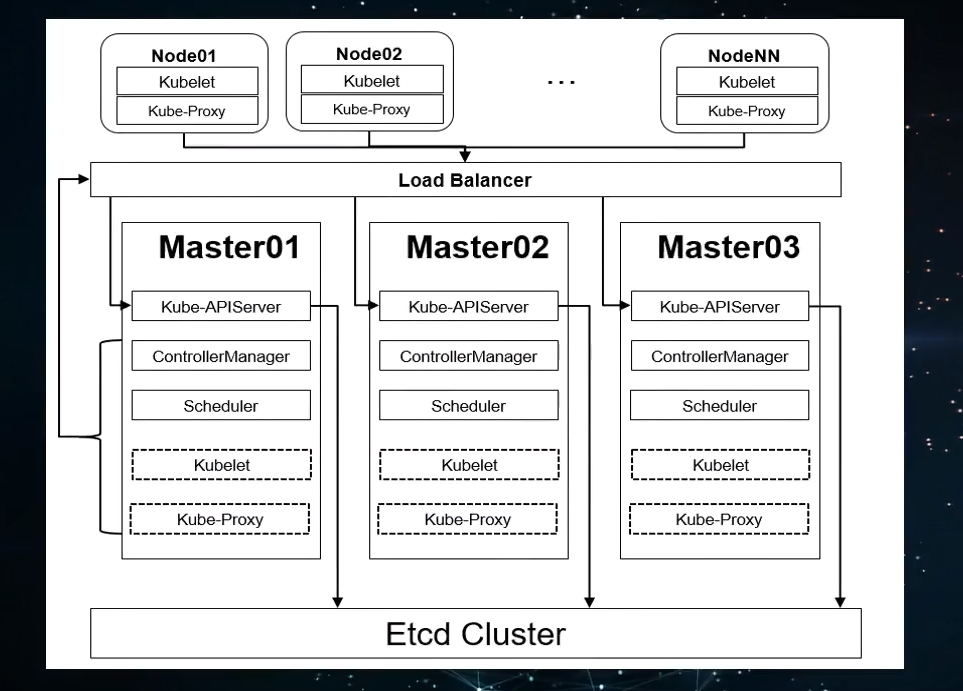 Node01
Kubelet
Kube-Proxy
Node02
Kubelet
Kube-Proxy
...
NodeNN
Kubelet
Kube-Proxy
Load Balancer
Master01
Kube-APIServer
ControllerManager
Scheduler
Kubelet
Kube-Proxy
Master02
Kube-APIServer
ControllerManager
Scheduler
Kubelet
Kube-Proxy
Master03
Kube-APIServer
ControllerManager
Scheduler
Kubelet
Kube-Proxy
Etcd Cluster